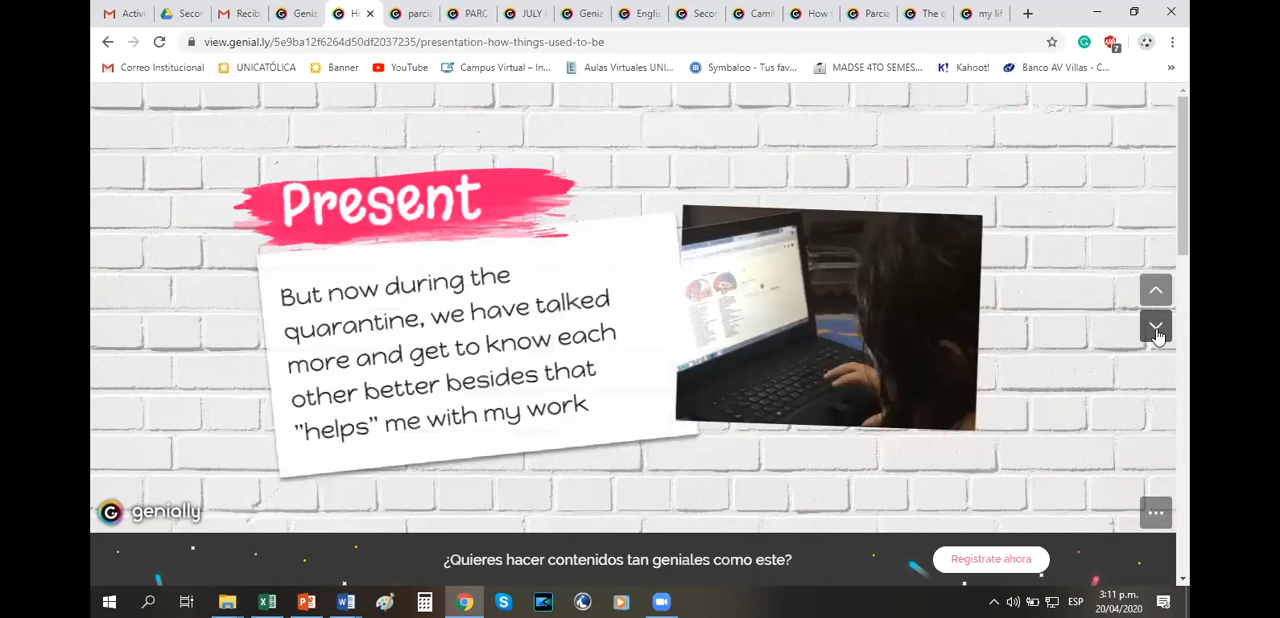 Activi
Secor
Recib
Genia
Ho
parcia
PARC
JULY I
Genia
Englis
Secor
Camil
How t
Parcia
The q
my lif
view.genial.ly/5e9ba12f6264d50df2037235/presentation-how-things-used-to-be
7
Correo Institucional
UNICATÓLICA
Banner
YouTube
Campus Virtual – In...
Aulas Virtuales UNI...
Symbaloo - Tus fav...
MADSE 4TO SEMES...
Kahoot!
Banco AV Villas - C...
Present
But now during the
quarantine, we have talked
more and get to know each
other better besides that
"helps" me with my work
genially
¿Quieres hacer contenidos tan geniales como este?
Regístrate ahora
ESP
3:11 p.m.
20/04/2020